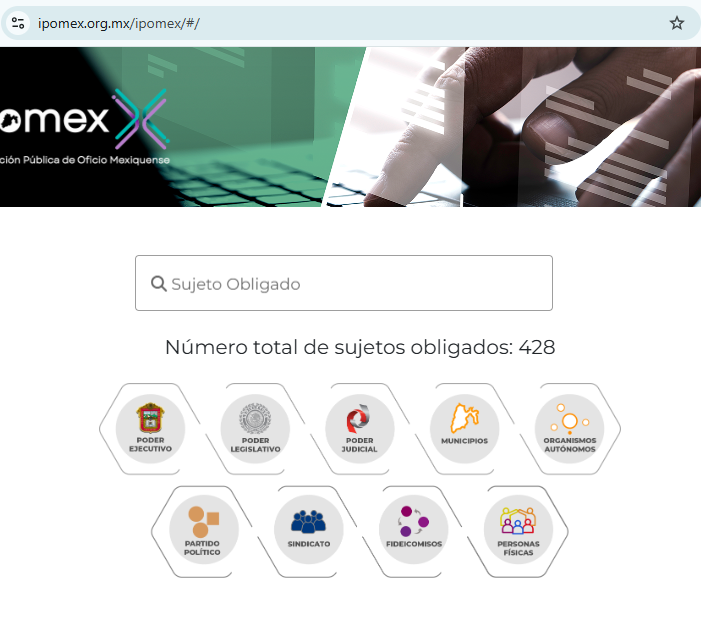 ipomex.org.mx/ipomex/#/
omex
ción Pública de Oficio Mexiquense
Sujeto Obligado
Número total de sujetos obligados: 428
PODER
EJECUTIVO
PODER
LEGISLATIVO
PODER
JUDICIAL
MUNICIPIOS
ORGANISMOS
AUTÓNOMOS
PARTIDO
POLÍTICO
SINDICATO
FIDEICOMISOS
PERSONAS
FÍSICAS